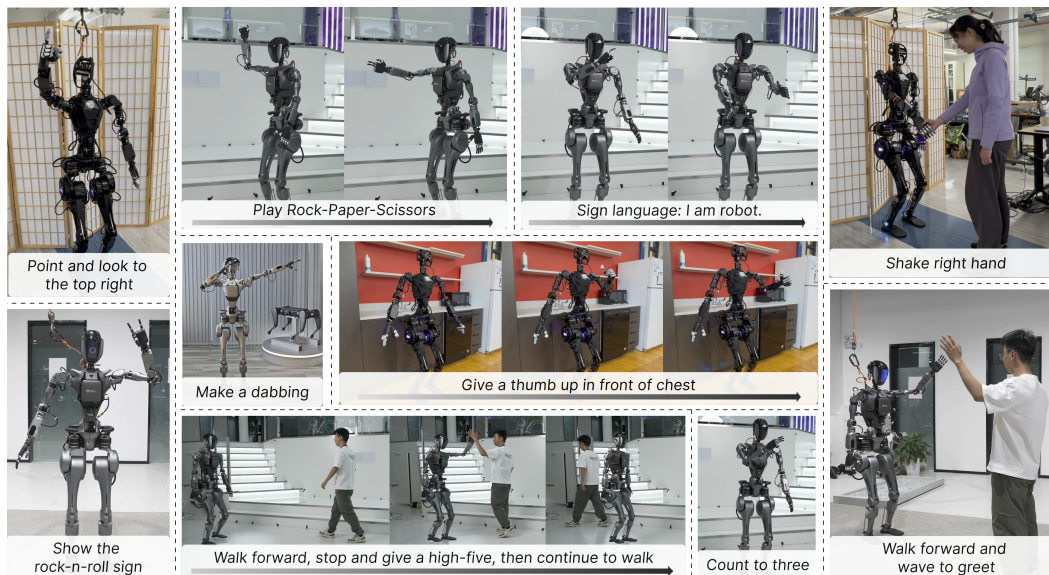 Point and look to
the top right
Play Rock-Paper-Scissors
Sign language: I am robot.
Shake right hand
Make a dabbing
Give a thumb up in front of chest
Show the
rock-n-roll sign
Walk forward, stop and give a high-five, then continue to walk
Count to three
Walk forward and
wave to greet